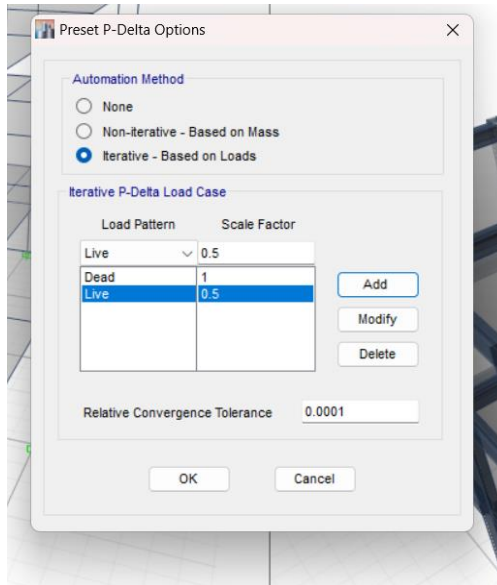 Preset P-Delta Options
Automation Method
None
Non-iterative - Based on Mass
Iterative - Based on Loads
Iterative P-Delta Load Case
Load Pattern Scale Factor
Live 0.5
Dead 1
Live 0.5
Add
Modify
Delete
Relative Convergence Tolerance 0.0001
OK Cancel